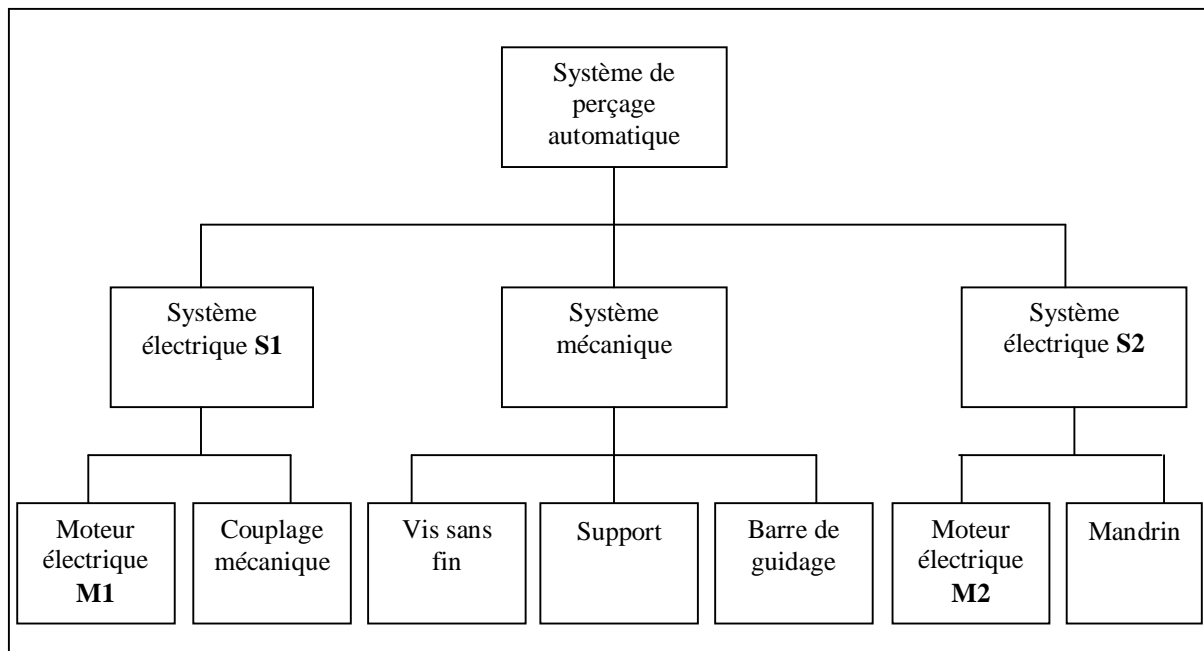 Système de
perçage
automatique
Système
électrique S1
Système
mécanique
Système
électrique S2
Moteur
électrique
M1
Couplage
mécanique
Vis sans
fin
Support
Barre de
guidage
Moteur
électrique
M2
Mandrin